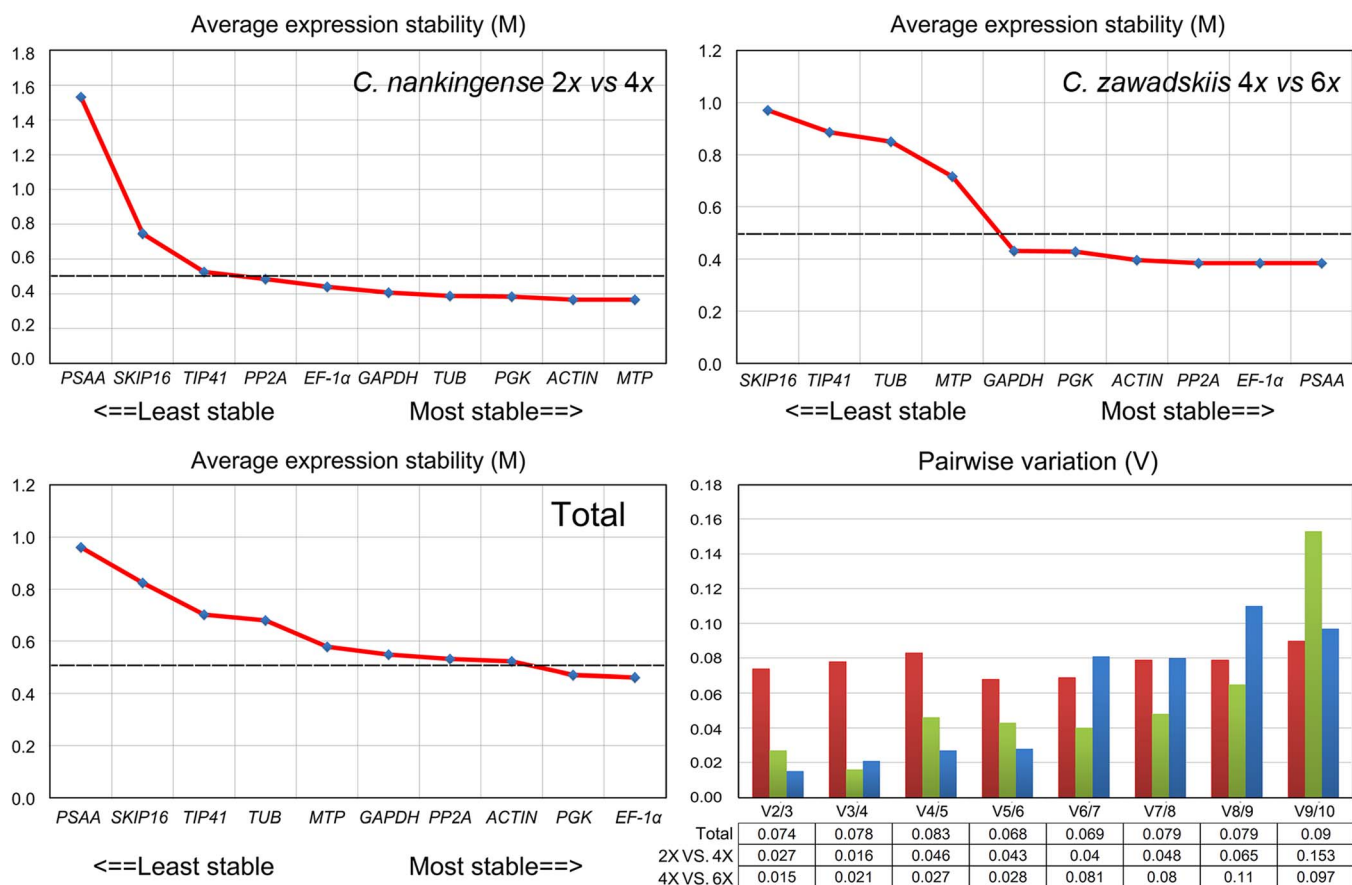 Average expression stability (M)
C. nankingense 2x vs 4x
1.8
1.6
1.4
1.2
1.0
0.8
0.6
0.4
0.2
0.0
PSAA SKIP16 TIP41 PP2A EF-1α GAPDH TUB PGK ACTIN MTP
<==Least stable Most stable==>
Average expression stability (M)
C. zawadskiis 4x vs 6x
1.2
1.0
0.8
0.6
0.4
0.2
0.0
SKIP16 TIP41 TUB MTP GAPDH PGK ACTIN PP2A EF-1α PSAA
<==Least stable Most stable==>
Average expression stability (M)
Total
1.2
1.0
0.8
0.6
0.4
0.2
0.0
PSAA SKIP16 TIP41 TUB MTP GAPDH PP2A ACTIN PGK EF-1α
<==Least stable Most stable==>
Pairwise variation (V)
0.18
0.16
0.14
0.12
0.10
0.08
0.06
0.04
0.02
0.00
V2/3 V3/4 V4/5 V5/6 V6/7 V7/8 V8/9 V9/10
Total 0.074 0.078 0.083 0.068 0.069 0.079 0.079 0.09
2X VS. 4X 0.027 0.016 0.046 0.043 0.04 0.048 0.065 0.153
4X VS. 6X 0.015 0.021 0.027 0.028 0.081 0.08 0.11 0.097